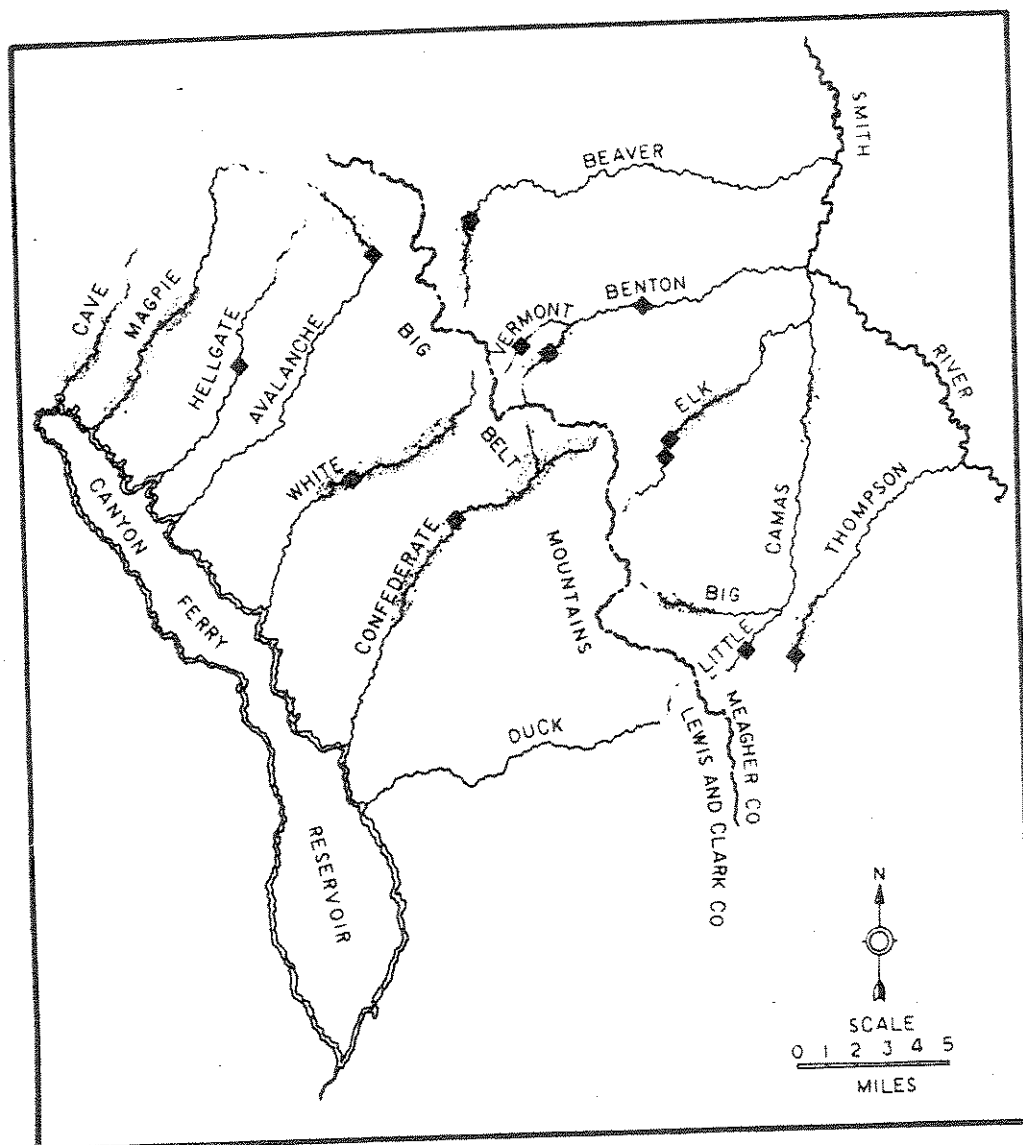 SMITH
BEAVER
CAVE
MAGPIE
HELLGATE
AVALANCHE
BIG
VERMONT
BENTON
RIVER
ELK
BELT
WHITE
CANYON
FERRY
RESERVOIR
CONFEDERATE
MOUNTAINS
CAMAS
THOMPSON
BIG
LITTLE
DUCK
MEAGHER CO
LEWIS AND CLARK CO
N
SCALE
0 1 2 3 4 5
MILES